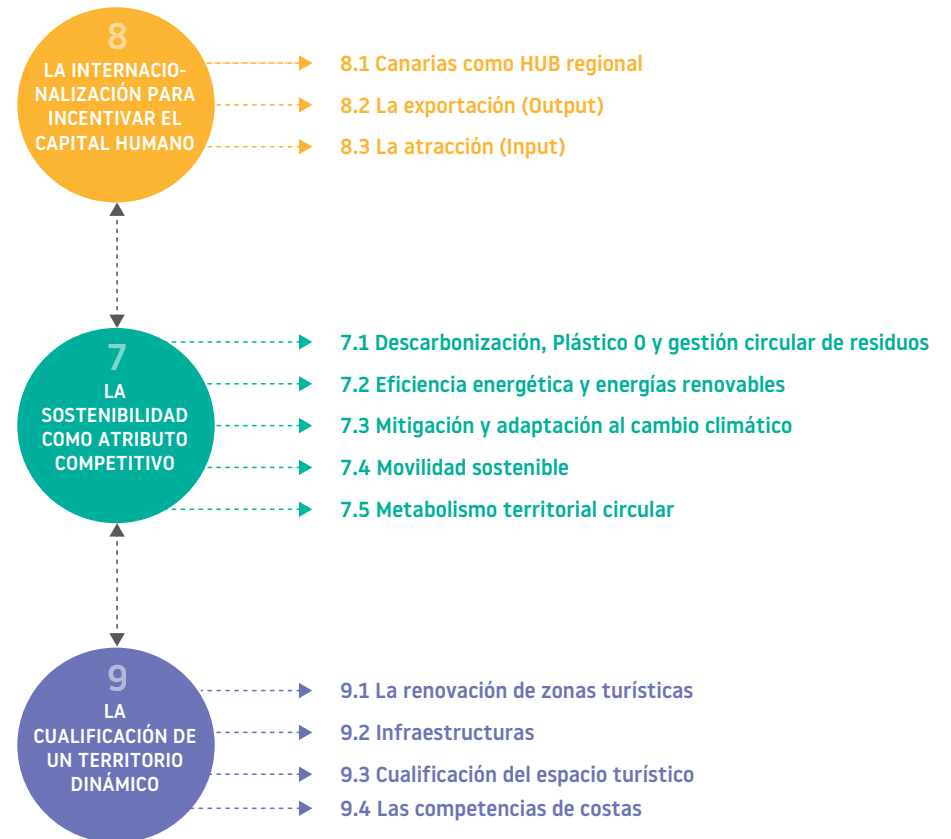 8
LA INTERNACIO-
NALIZACIÓN PARA
INCENTIVAR EL
CAPITAL HUMANO
8.1 Canarias como HUB regional
8.2 La exportación (Output)
8.3 La atracción (Input)
7
LA
SOSTENIBILIDAD
COMO ATRIBUTO
COMPETITIVO
7.1 Descarbonización, Plástico 0 y gestión circular de residuos
7.2 Eficiencia energética y energías renovables
7.3 Mitigación y adaptación al cambio climático
7.4 Movilidad sostenible
7.5 Metabolismo territorial circular
9
LA
CUALIFICACIÓN DE
UN TERRITORIO
DINÁMICO
9.1 La renovación de zonas turísticas
9.2 Infraestructuras
9.3 Cualificación del espacio turístico
9.4 Las competencias de costas